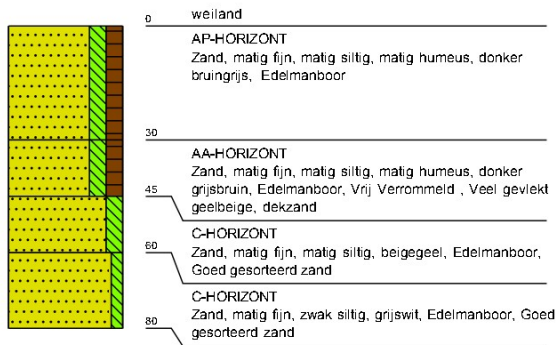 0 weiland
AP-HORIZONT
Zand, matig fijn, matig siltig, matig humeus, donker
bruingrijs, Edelmanboor
30
AA-HORIZONT
Zand, matig fijn, matig siltig, matig humeus, donker
grijsbruin, Edelmanboor, Vrij Verrommeld , Veel gevlekt
45 geelbeige, dekzand
C-HORIZONT
Zand, matig fijn, matig siltig, beigegeel, Edelmanboor,
60 Goed gesorteerd zand
C-HORIZONT
Zand, matig fijn, zwak siltig, grijswit, Edelmanboor, Goed
80 gesorteerd zand